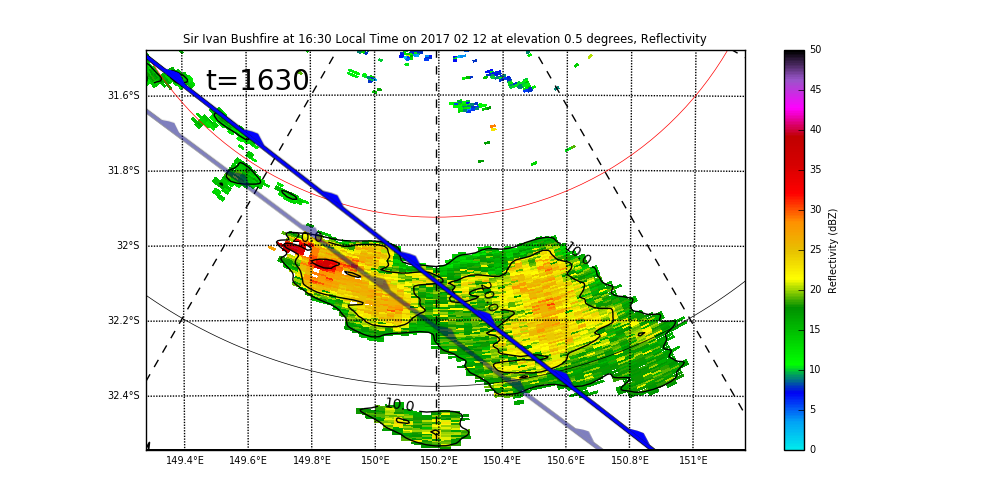 Sir Ivan Bushfire at 16:30 Local Time on 2017 02 12 at elevation 0.5 degrees, Reflectivity
t=1630
31.6°S
31.8°S
32°S
32.2°S
32.4°S
10.0
10.0
149.4°E 149.6°E 149.8°E 150°E 150.2°E 150.4°E 150.6°E 150.8°E 151°E
50
45
40
35
30
25
20
15
10
5
0
Reflectivity (dBZ)